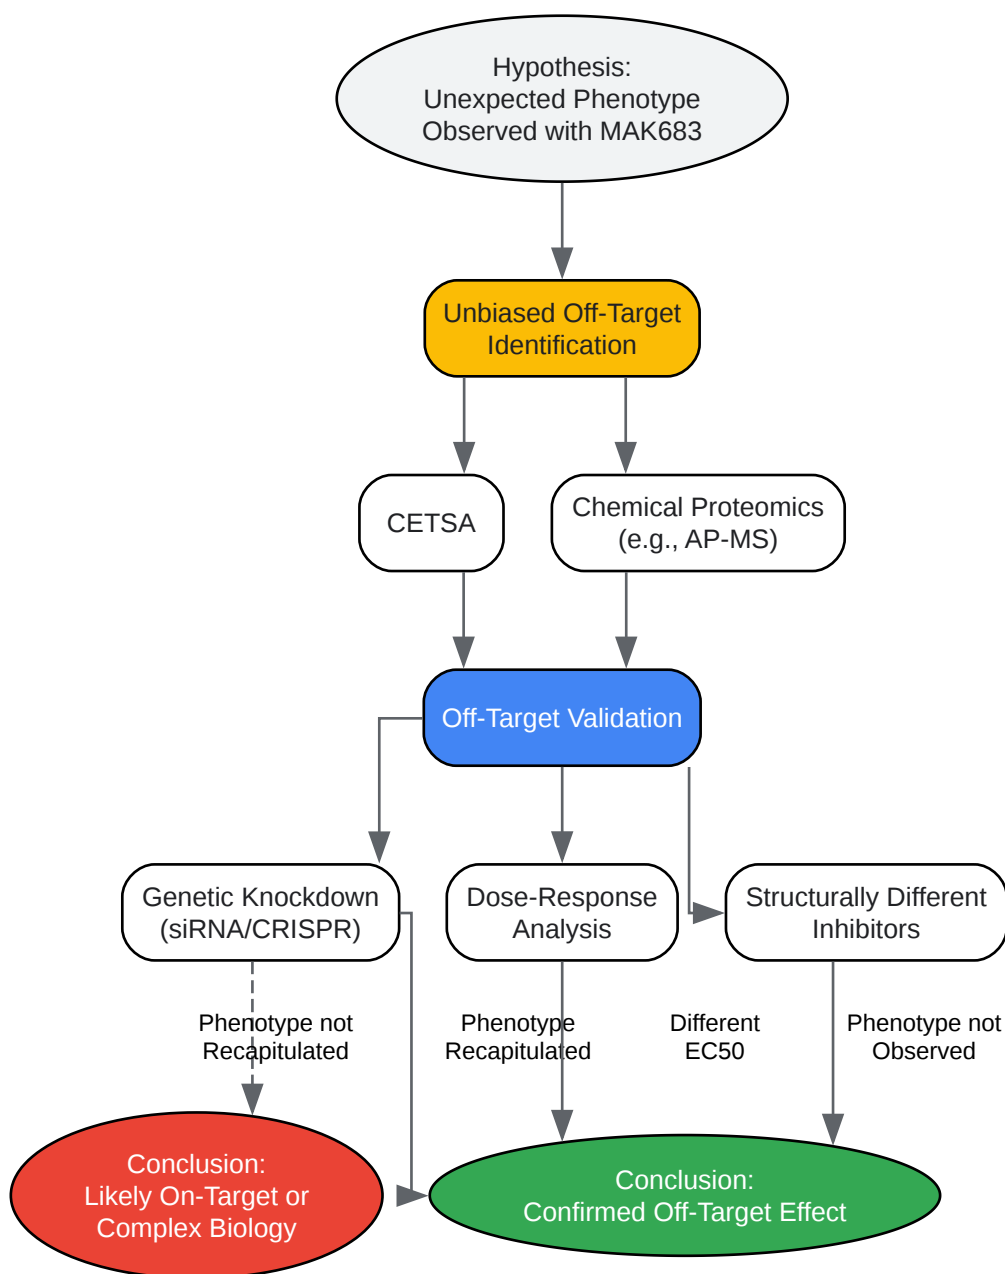 Hypothesis:
Unexpected Phenotype
Observed with MAK683
Unbiased Off-Target
Identification
CETSA
Chemical Proteomics
(e.g., AP-MS)
Off-Target Validation
Genetic Knockdown
(siRNA/CRISPR)
Dose-Response
Analysis
Structurally Different
Inhibitors
Phenotype not
Recapitulated
Phenotype
Recapitulated
Different
EC50
Phenotype not
Observed
Conclusion:
Likely On-Target or
Complex Biology
Conclusion:
Confirmed Off-Target Effect